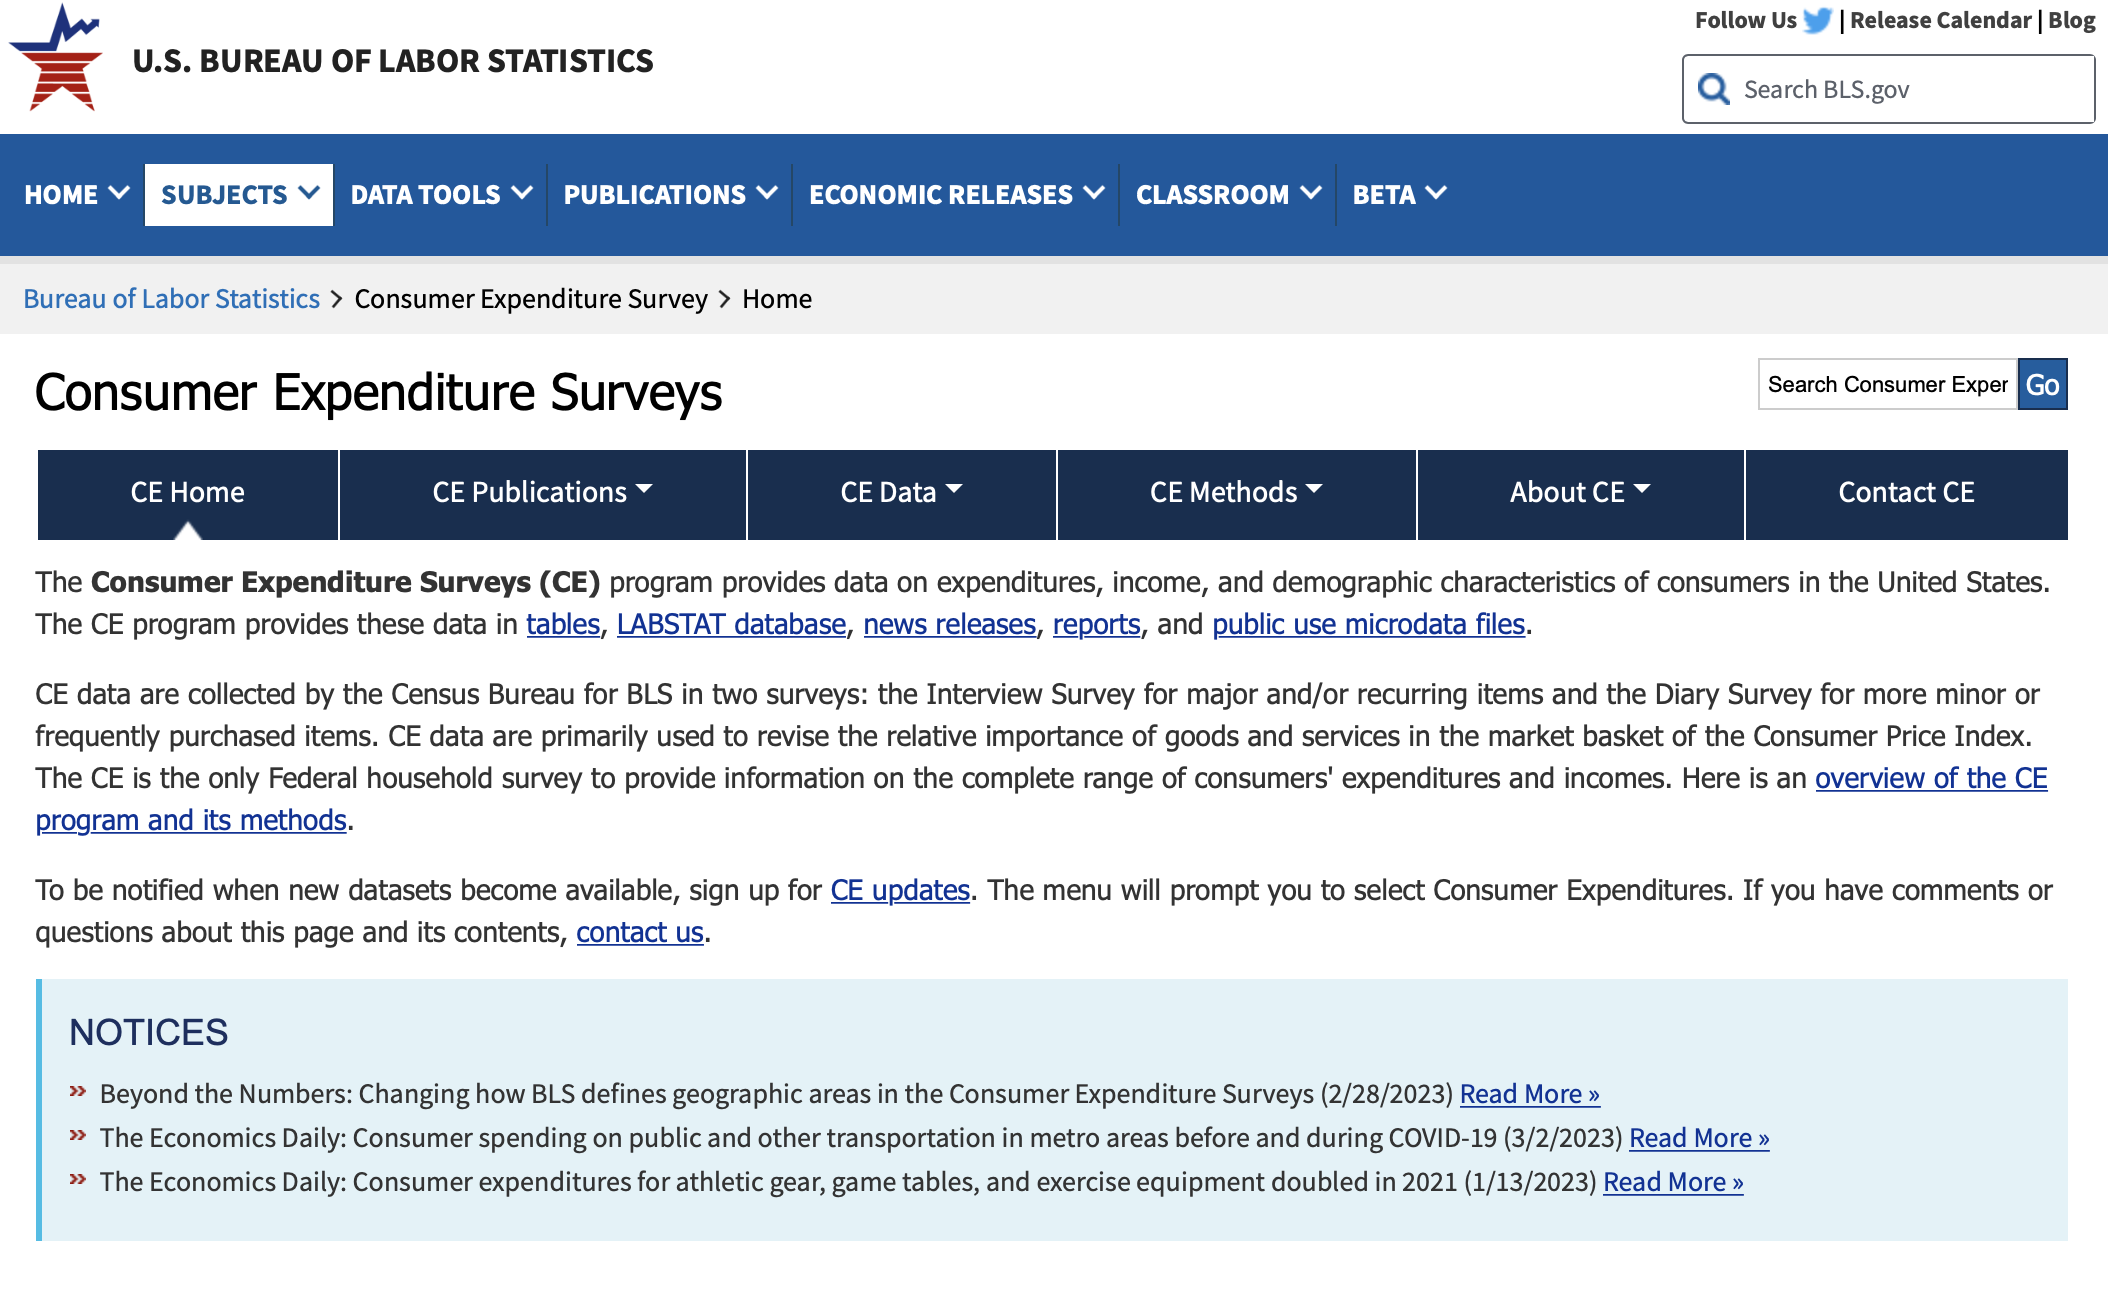 Follow Us | Release Calendar | Blog
U.S. BUREAU OF LABOR STATISTICS
Search BLS.gov
HOME SUBJECTS DATA TOOLS PUBLICATIONS ECONOMIC RELEASES CLASSROOM BETA
Bureau of Labor Statistics > Consumer Expenditure Survey > Home
Consumer Expenditure Surveys
Search Consumer Exper Go
CE Home CE Publications CE Data CE Methods About CE Contact CE
The Consumer Expenditure Surveys (CE) program provides data on expenditures, income, and demographic characteristics of consumers in the United States.
The CE program provides these data in tables, LABSTAT database, news releases, reports, and public use microdata files.
CE data are collected by the Census Bureau for BLS in two surveys: the Interview Survey for major and/or recurring items and the Diary Survey for more minor or
frequently purchased items. CE data are primarily used to revise the relative importance of goods and services in the market basket of the Consumer Price Index.
The CE is the only Federal household survey to provide information on the complete range of consumers' expenditures and incomes. Here is an overview of the CE
program and its methods.
To be notified when new datasets become available, sign up for CE updates. The menu will prompt you to select Consumer Expenditures. If you have comments or
questions about this page and its contents, contact us.
NOTICES
» Beyond the Numbers: Changing how BLS defines geographic areas in the Consumer Expenditure Surveys (2/28/2023) Read More »
» The Economics Daily: Consumer spending on public and other transportation in metro areas before and during COVID-19 (3/2/2023) Read More »
» The Economics Daily: Consumer expenditures for athletic gear, game tables, and exercise equipment doubled in 2021 (1/13/2023) Read More »